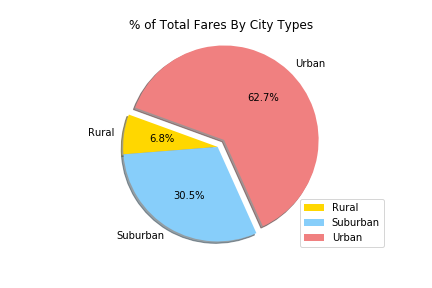 % of Total Fares By City Types
Urban
62.7%
Rural
6.8%
30.5%
Suburban
Rural
Suburban
Urban